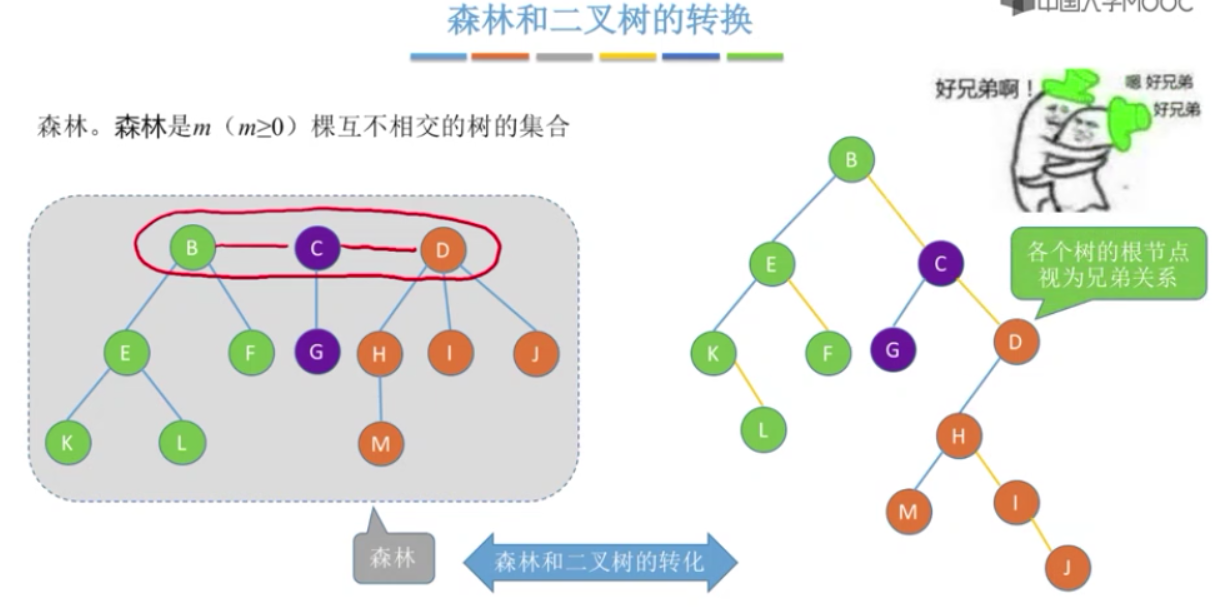 森林和二叉树的转换
中国大学MOOC
好兄弟啊！
嗯 好兄弟
好兄弟
森林。森林是m（m≥0）棵互不相交的树的集合
B
C
D
E
F
G
H
I
J
K
L
M
森林
B
E
C
各个树的根节点
视为兄弟关系
K
F
G
D
L
H
M
I
J
森林和二叉树的转化